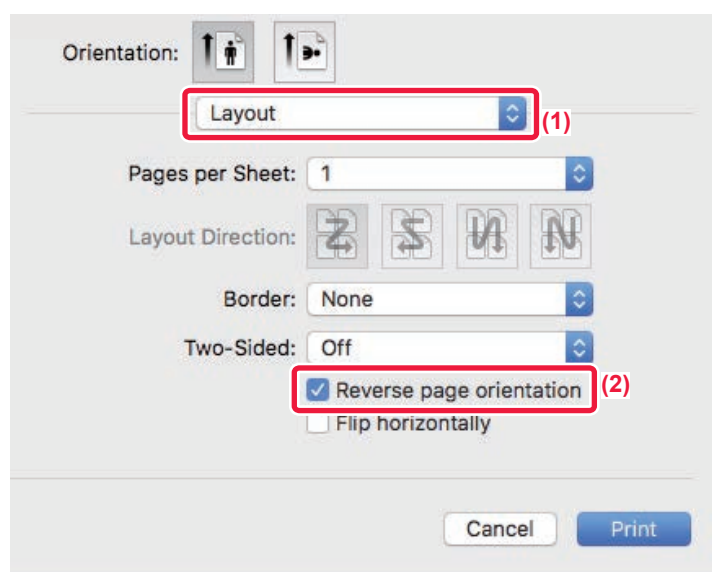 Orientation:
Layout
(1)
Pages per Sheet: 1
Layout Direction:
Border: None
Two-Sided: Off
Reverse page orientation
(2)
Flip horizontally
Cancel Print